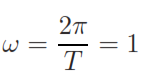 ω = 2π/T = 1